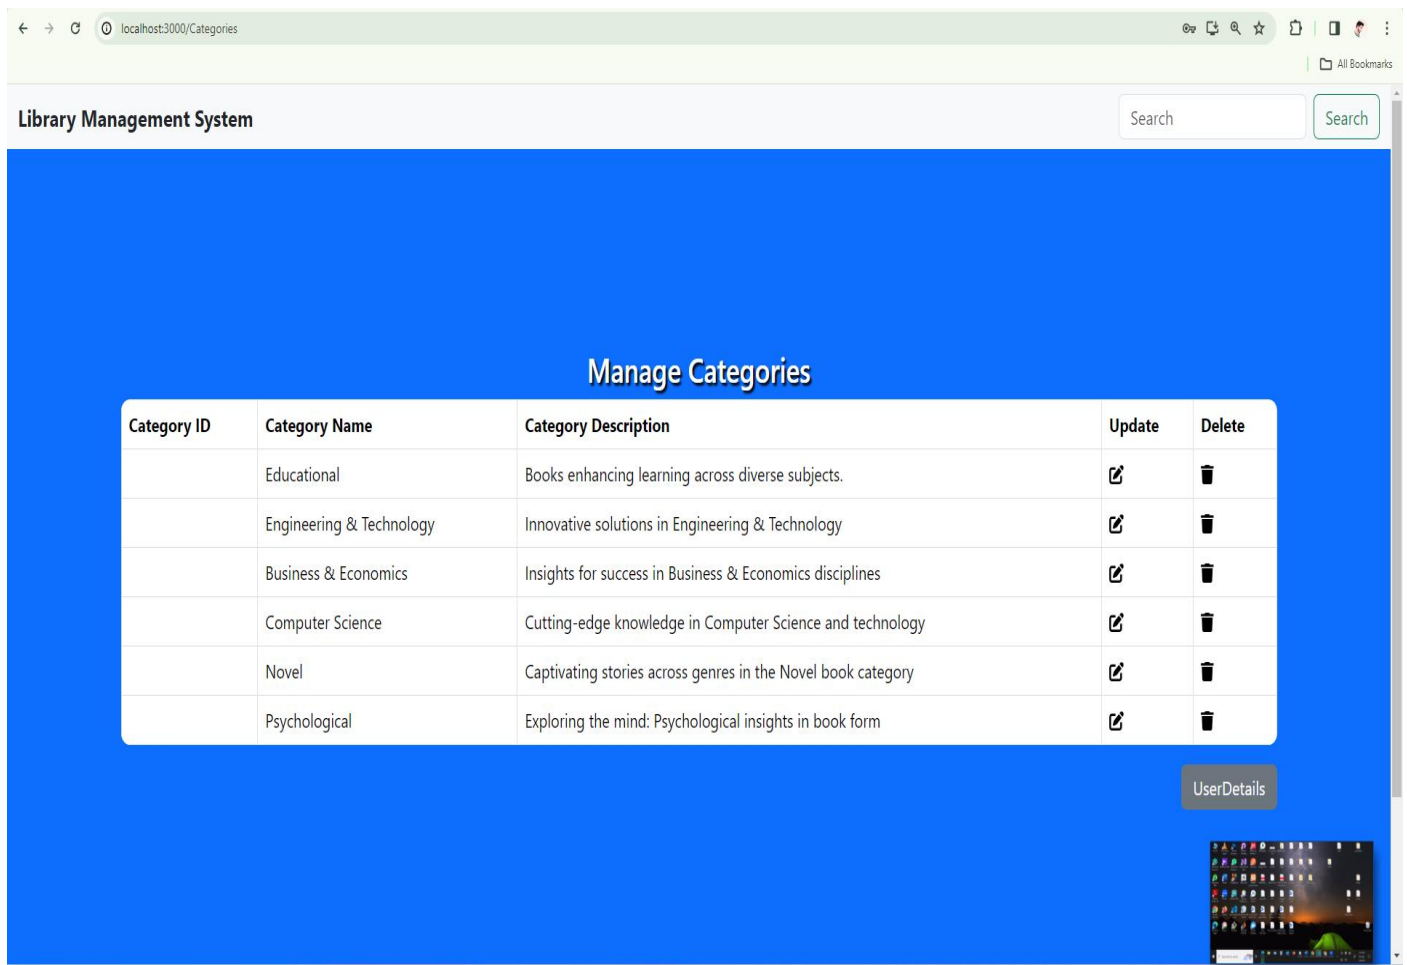 localhost:3000/Categories
All Bookmarks
Library Management System Search Search
Manage Categories
Category ID Category Name Category Description Update Delete
Educational Books enhancing learning across diverse subjects.
Engineering & Technology Innovative solutions in Engineering & Technology
Business & Economics Insights for success in Business & Economics disciplines
Computer Science Cutting-edge knowledge in Computer Science and technology
Novel Captivating stories across genres in the Novel book category
Psychological Exploring the mind: Psychological insights in book form
UserDetails